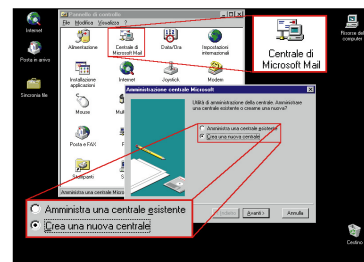 Internet
Posta in arrivo
Sincronia file
Pannello di controllo
File Modifica Visualizza ?
Alimentazione
Centrale di
Microsoft Mail
Data/Ora
Impostazioni
internazionali
Installazione
applicazioni
Internet
Joystick
Modem
Mouse
Posta e FAX
Stampanti
Centrale di
Microsoft Mail
Risorse del
computer
Amministrazione centrale Microsoft
Utilità di amministrazione della centrale. Amministrare
una centrale esistente o crearne una nuova?
Amministra una centrale esistente
Crea una nuova centrale
Avanti >
Annulla
Amministra una centrale esistente
Crea una nuova centrale
Cestino